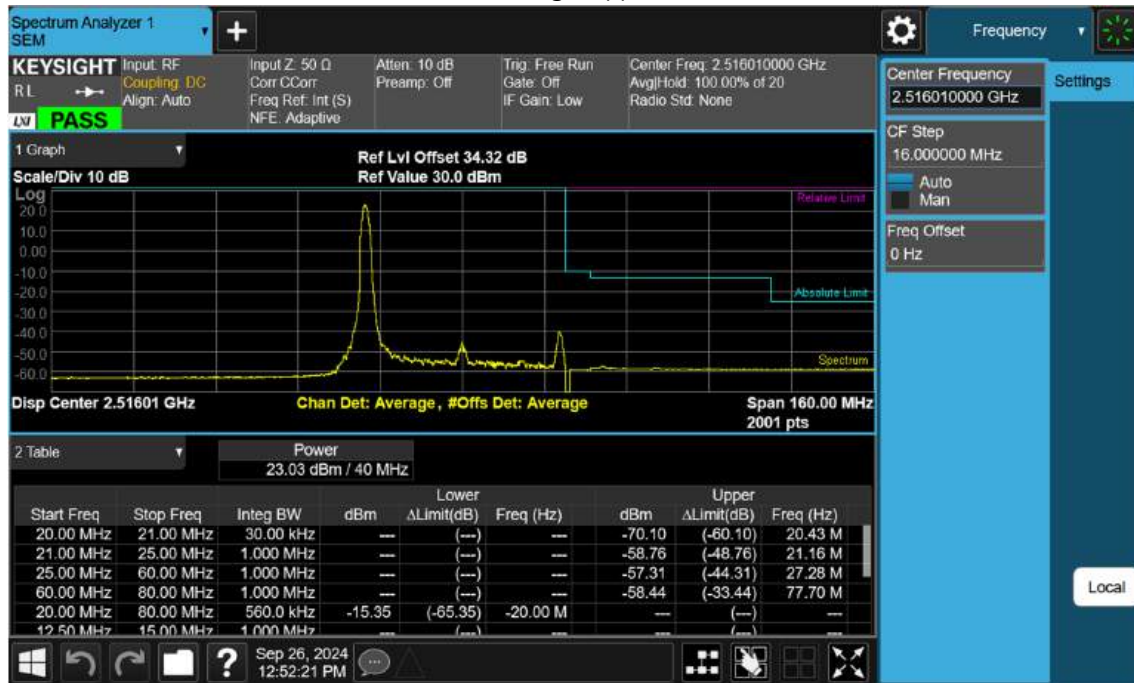 Spectrum Analyzer 1
SEM
+
Frequency
KEYSIGHT
RL
LXI PASS
Input: RF
Coupling: DC
Align: Auto
Input Z: 50 Ω
Corr CCorr
Freq Ref: Int (S)
NFE: Adaptive
Atten: 10 dB
Preamp: Off
Trig: Free Run
Gate: Off
IF Gain: Low
Center Freq: 2.516010000 GHz
Avg|Hold: 100.00% of 20
Radio Std: None
Center Frequency
2.516010000 GHz
Settings
CF Step
16.000000 MHz
Auto
Man
Freq Offset
0 Hz
Local
1 Graph
Scale/Div 10 dB
Ref Lvl Offset 34.32 dB
Ref Value 30.0 dBm
Log
20.0
10.0
0.00
-10.0
-20.0
-30.0
-40.0
-50.0
-60.0
Relative Limit
Absolute Limit
Spectrum
Disp Center 2.51601 GHz
Chan Det: Average, #Offs Det: Average
Span 160.00 MHz
2001 pts
2 Table
Power
23.03 dBm / 40 MHz
Lower Upper
Start Freq Stop Freq Integ BW dBm ΔLimit(dB) Freq (Hz) dBm ΔLimit(dB) Freq (Hz)
20.00 MHz 21.00 MHz 30.00 kHz --- (---) --- -70.10 (-60.10) 20.43 M
21.00 MHz 25.00 MHz 1.000 MHz --- (---) --- -58.76 (-48.76) 21.16 M
25.00 MHz 60.00 MHz 1.000 MHz --- (---) --- -57.31 (-44.31) 27.28 M
60.00 MHz 80.00 MHz 1.000 MHz --- (---) --- -58.44 (-33.44) 77.70 M
20.00 MHz 80.00 MHz 560.0 kHz -15.35 (-65.35) -20.00 M --- (---) ---
12.50 MHz 15.00 MHz 1.000 MHz --- (---) --- --- (---) ---
?
Sep 26, 2024
12:52:21 PM